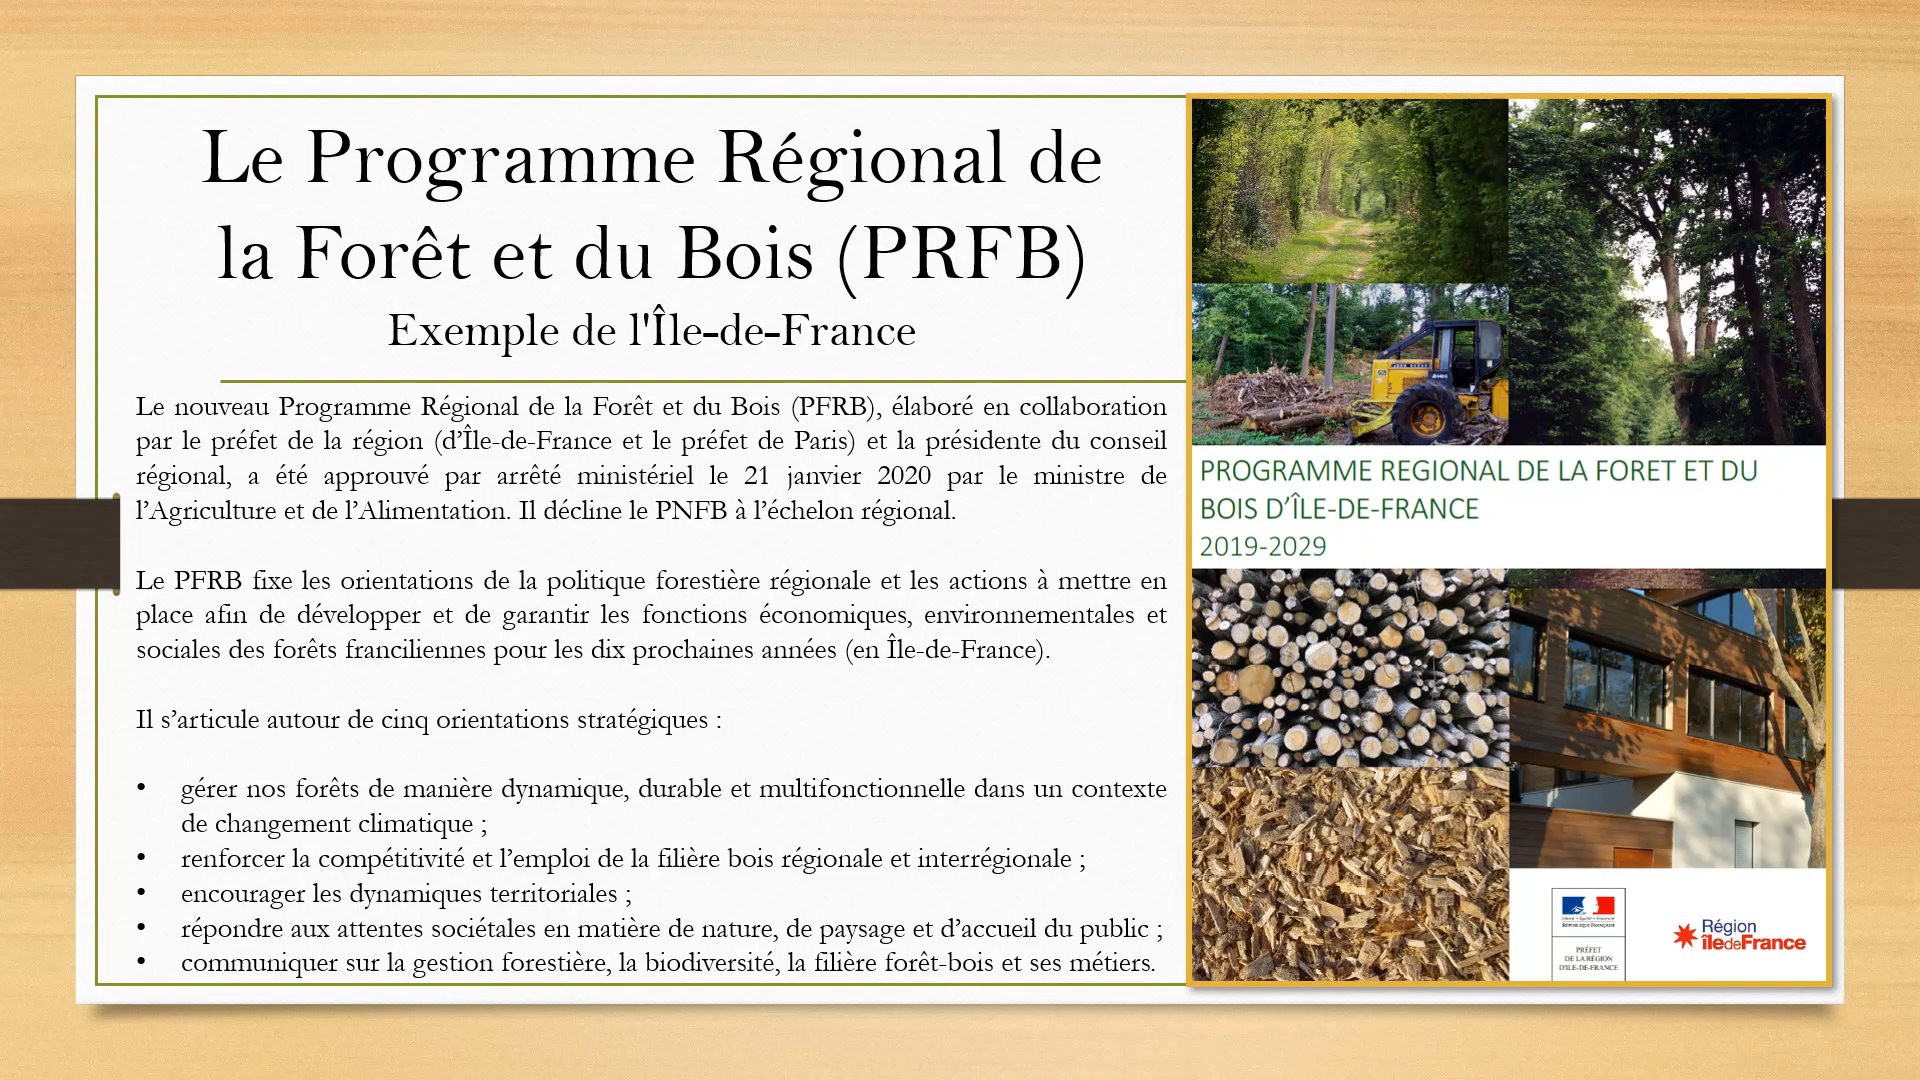 Le Programme Régional de
la Forêt et du Bois (PRFB)
Exemple de l'Île-de-France
Le nouveau Programme Régional de la Forêt et du Bois (PFRB), élaboré en collaboration
par le préfet de la région (d’Île-de-France et le préfet de Paris) et la présidente du conseil
régional, a été approuvé par arrêté ministériel le 21 janvier 2020 par le ministre de
l’Agriculture et de l’Alimentation. Il décline le PNFB à l’échelon régional.
Le PFRB fixe les orientations de la politique forestière régionale et les actions à mettre en
place afin de développer et de garantir les fonctions économiques, environnementales et
sociales des forêts franciliennes pour les dix prochaines années (en Île-de-France).
Il s’articule autour de cinq orientations stratégiques :
• gérer nos forêts de manière dynamique, durable et multifonctionnelle dans un contexte
de changement climatique ;
• renforcer la compétitivité et l’emploi de la filière bois régionale et interrégionale ;
• encourager les dynamiques territoriales ;
• répondre aux attentes sociétales en matière de nature, de paysage et d’accueil du public ;
• communiquer sur la gestion forestière, la biodiversité, la filière forêt-bois et ses métiers.
PROGRAMME REGIONAL DE LA FORET ET DU
BOIS D’ÎLE-DE-FRANCE
2019-2029
Liberté • Égalité • Fraternité
RÉPUBLIQUE FRANÇAISE
PRÉFET
DE LA RÉGION
D'ILE-DE-FRANCE
Région
îledeFrance